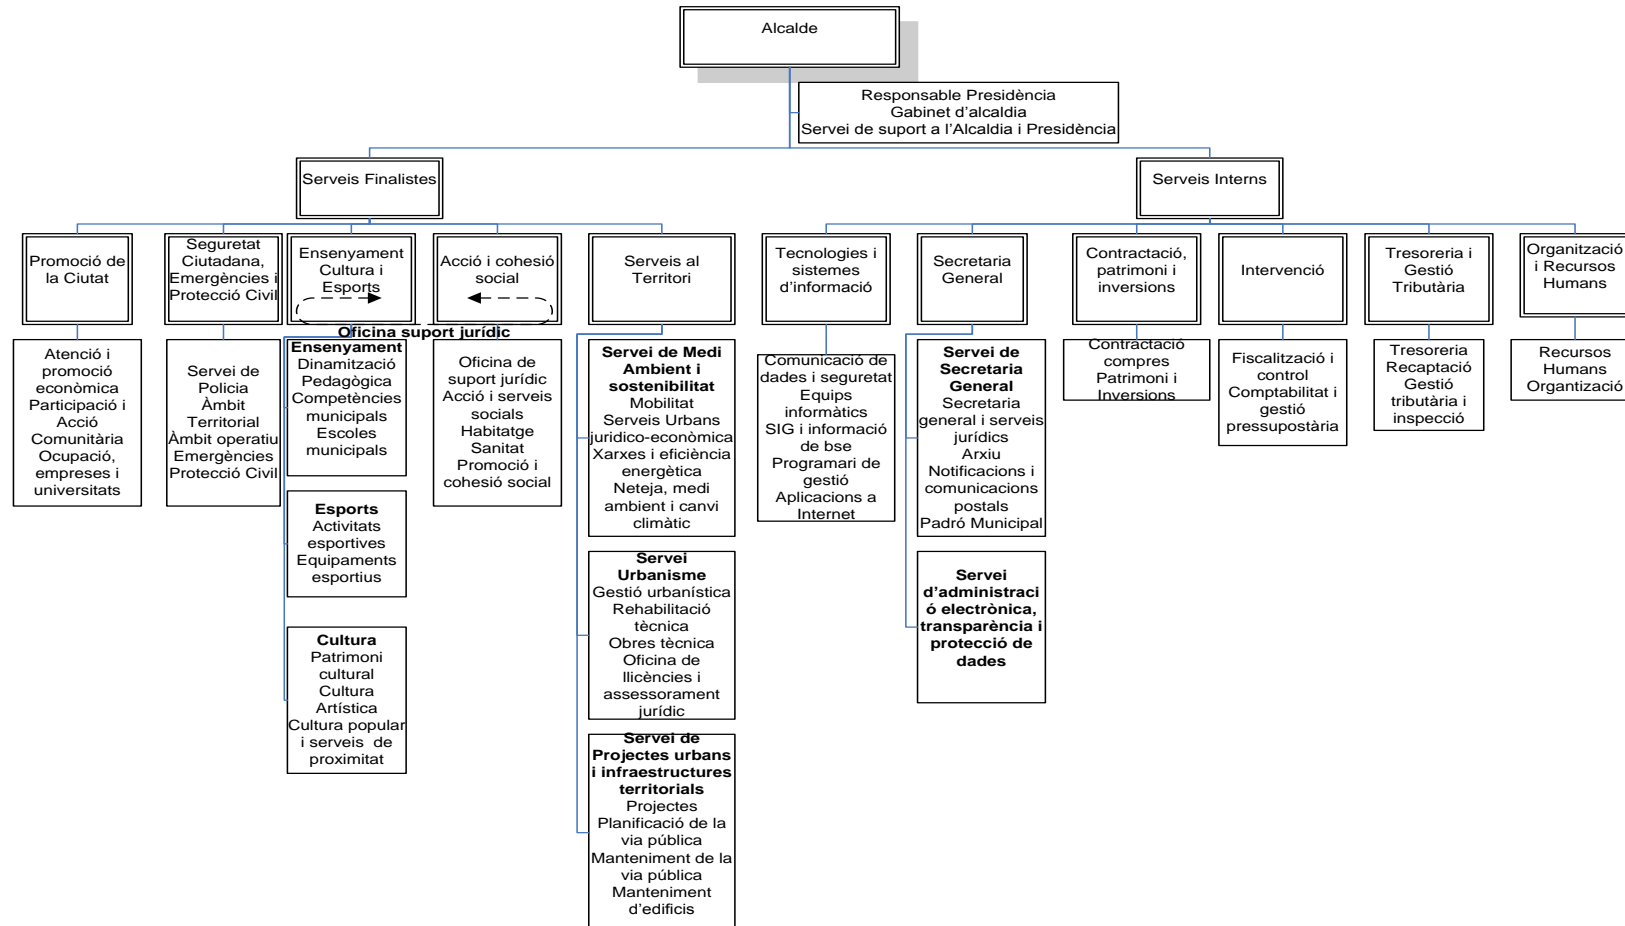 Alcalde
Responsable Presidència
Gabinet d'alcaldia
Servei de suport a l'Alcaldia i Presidència
Serveis Finalistes
Serveis Interns
Promoció de
la Ciutat
Seguretat
Ciutadana,
Emergències i
Protecció Civil
Ensenyament
Cultura i
Esports
Acció i cohesió
social
Serveis al
Territori
Tecnologies i
sistemes
d'informació
Secretaria
General
Contractació,
patrimoni i
inversions
Intervenció
Tresoreria i
Gestió
Tributària
Organització
i Recursos
Humans
Oficina suport jurídic
Atenció i
promoció
econòmica
Participació i
Acció
Comunitària
Ocupació,
empreses i
universitats
Servei de
Policia
Àmbit
Territorial
Àmbit operatiu
Emergències
Protecció Civil
Ensenyament
Dinamització
Pedagògica
Competències
municipals
Escoles
municipals
Esports
Activitats
esportives
Equipaments
esportius
Cultura
Patrimoni
cultural
Cultura
Artística
Cultura popular
i serveis de
proximitat
Oficina de
suport jurídic
Acció i serveis
socials
Habitatge
Sanitat
Promoció i
cohesió social
Servei de Medi
Ambient i
sostenibilitat
Mobilitat
Serveis Urbans
juridico-econòmica
Xarxes i eficiència
energètica
Neteja, medi
ambient i canvi
climàtic
Servei
Urbanisme
Gestió urbanística
Rehabilitació
tècnica
Obres tècnica
Oficina de
llicències i
assessorament
jurídic
Servei de
Projectes urbans
i infraestructures
territorials
Projectes
Planificació de la
via pública
Manteniment de la
via pública
Manteniment
d'edificis
Comunicació de
dades i seguretat
Equips
informàtics
SIG i informació
de bse
Programari de
gestió
Aplicacions a
Internet
Servei de
Secretaria
General
Secretaria
general i serveis
jurídics
Arxiu
Notificacions i
comunicacions
postals
Padró Municipal
Servei
d'administraci
ó electrònica,
transparència i
protecció de
dades
Contractació
compres
Patrimoni i
Inversions
Fiscalització i
control
Comptabilitat i
gestió
pressupostària
Tresoreria
Recaptació
Gestió
tributària i
inspecció
Recursos
Humans
Organització